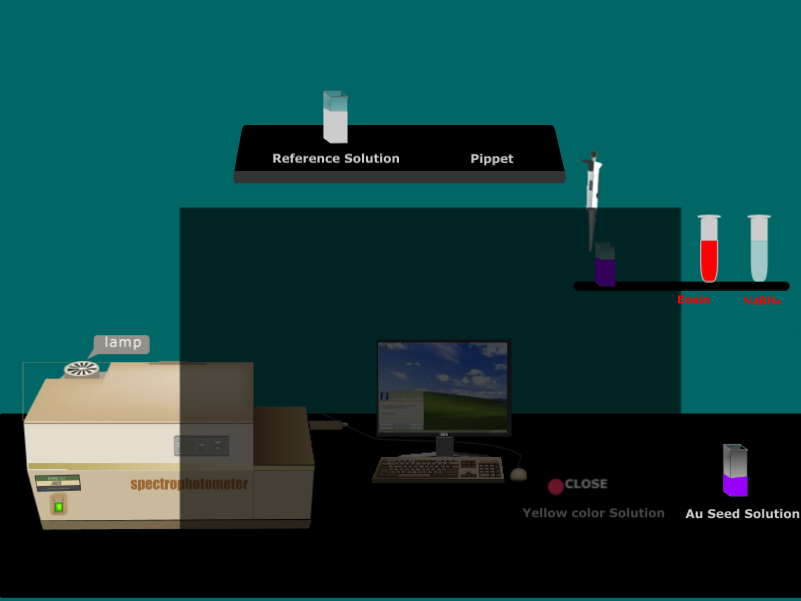 Reference Solution
Pippet
Eosin
NaBH₄
lamp
spectrophotometer
CLOSE
Yellow color Solution
Au Seed Solution